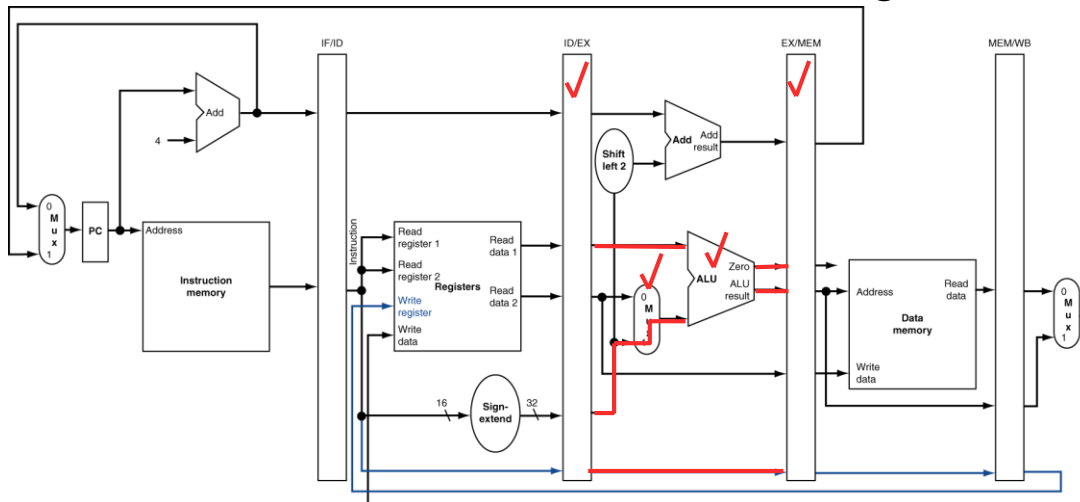 IF/ID
ID/EX
EX/MEM
MEM/WB
Add
4
Shift
left 2
Add
Add
result
0
M
u
x
1
PC
Address
Instruction
memory
Instruction
Read
register 1
Read
register 2
Write
register
Write
data
Registers
Read
data 1
Read
data 2
16
Sign-
extend
32
0
M
ALU
Zero
ALU
result
Address
Read
data
Data
memory
Write
data
0
M
u
x
1